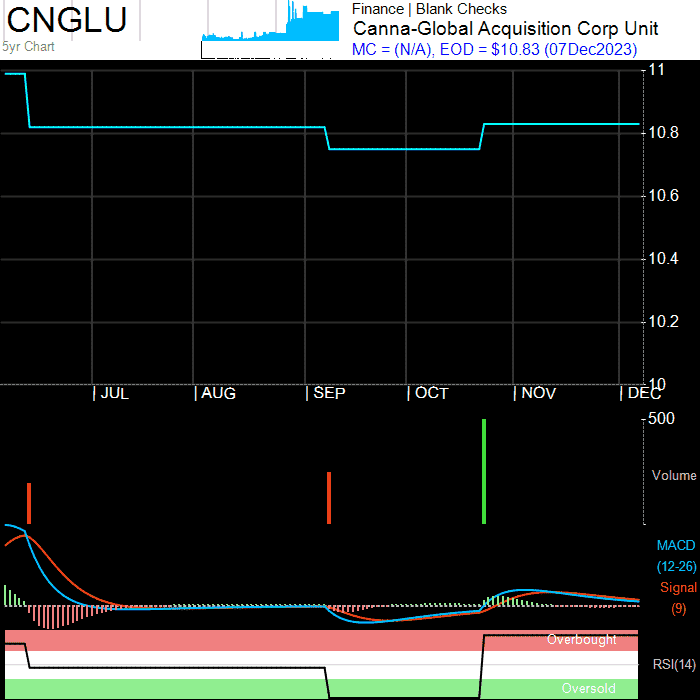 CNGLU
5yr Chart
Finance | Blank Checks
Canna-Global Acquisition Corp Unit
MC = (N/A), EOD = $10.83 (07Dec2023)
11
10.8
10.6
10.4
10.2
10
JUL AUG SEP OCT NOV DEC
500
Volume
MACD
(12-26)
Signal
(9)
Overbought
RSI(14)
Oversold